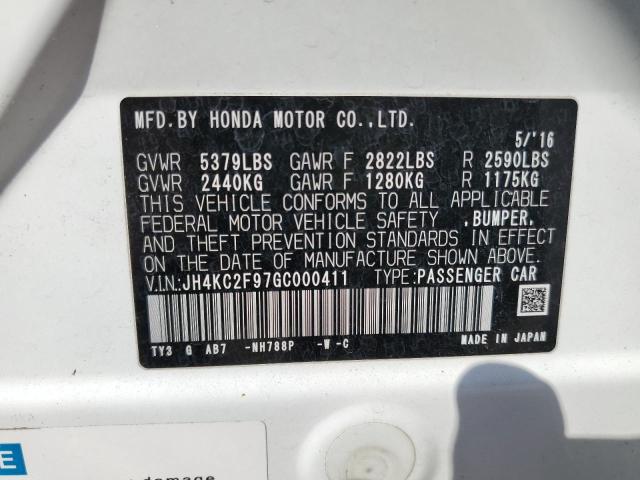 MFD.BY HONDA MOTOR CO.,LTD.
5/'16
GVWR 5379LBS GAWR F 2822LBS R 2590LBS
GVWR 2440KG GAWR F 1280KG R 1175KG
THIS VEHICLE CONFORMS TO ALL APPLICABLE
FEDERAL MOTOR VEHICLE SAFETY ,BUMPER,
AND THEFT PREVENTION STANDARDS IN EFFECT
ON THE DATE OF MANUFACTURE SHOWN ABOVE.
V.I.N:JH4KC2F97GC000411 TYPE:PASSENGER CAR
TY3 G AB7 -NH788P -W -C MADE IN JAPAN
E
damage